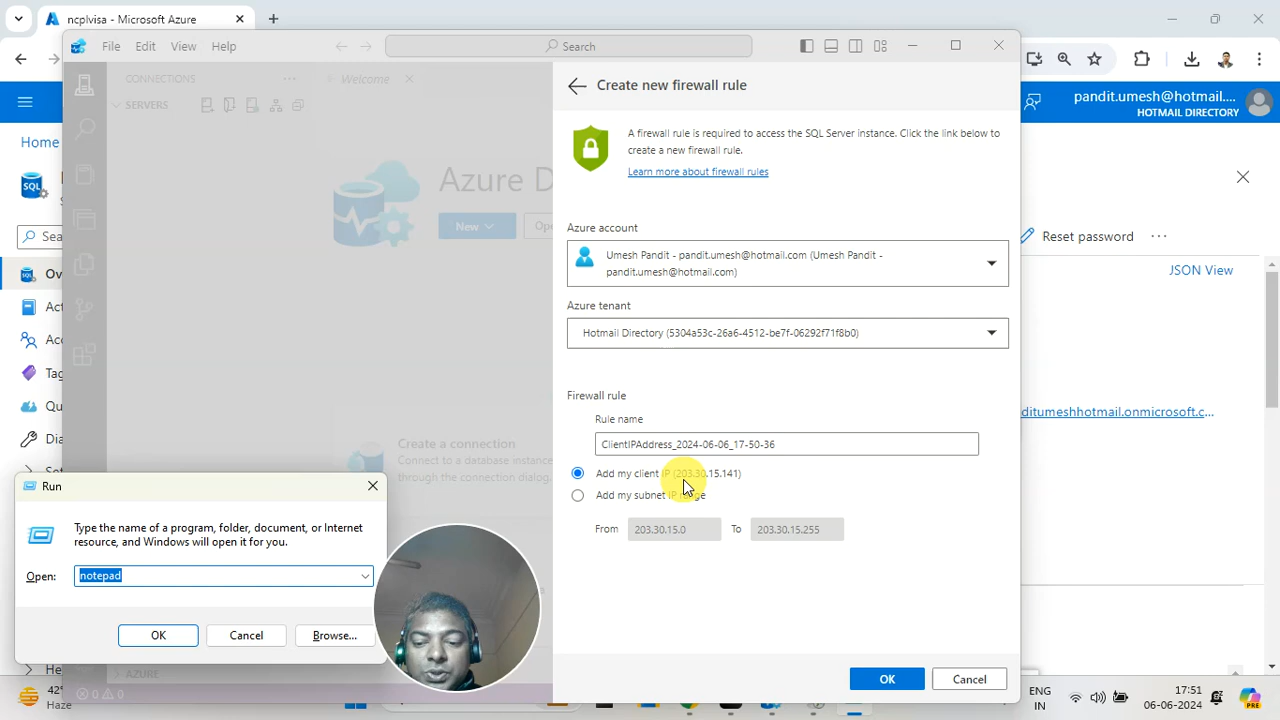 ncplvisa - Microsoft Azure
File Edit View Help
Search
pandit.umesh@hotmail....
HOTMAIL DIRECTORY
CONNECTIONS
Welcome
SERVERS
Home
SQL
Azure D
New
Reset password
JSON View
Create a connection
Connect to a database instance
through the connection dialog.
AZURE
0 0
Create new firewall rule
A firewall rule is required to access the SQL Server instance. Click the link below to
create a new firewall rule.
Learn more about firewall rules
Azure account
Umesh Pandit - pandit.umesh@hotmail.com (Umesh Pandit -
pandit.umesh@hotmail.com)
Azure tenant
Hotmail Directory (5304a53c-26a6-4512-be7f-06292f71f8b0)
Firewall rule
Rule name
ClientIPAddress_2024-06-06_17-50-36
Add my client IP (203.30.15.141)
Add my subnet IP range
From 203.30.15.0 To 203.30.15.255
OK Cancel
Run
Type the name of a program, folder, document, or Internet
resource, and Windows will open it for you.
Open: notepad
OK Cancel Browse...
42°
Haze
ENG
IN
17:51
06-06-2024
PRE